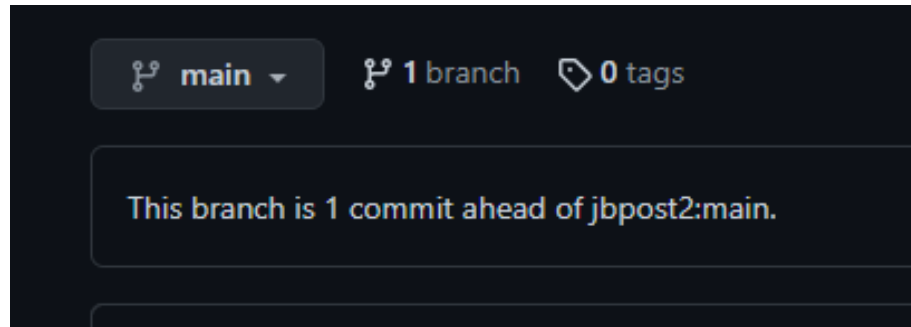 main 1 branch 0 tags
This branch is 1 commit ahead of jbpost2:main.